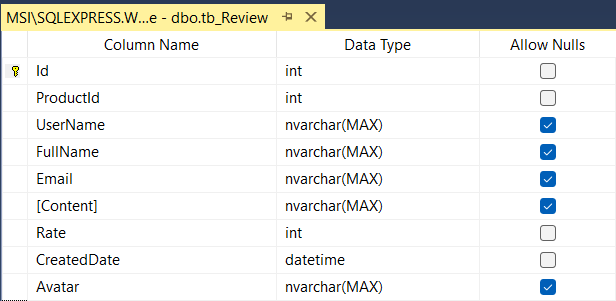 MSI\SQLEXPRESS.W...e - dbo.tb_Review
Column Name Data Type Allow Nulls
Id int
ProductId int
UserName nvarchar(MAX)
FullName nvarchar(MAX)
Email nvarchar(MAX)
[Content] nvarchar(MAX)
Rate int
CreatedDate datetime
Avatar nvarchar(MAX)